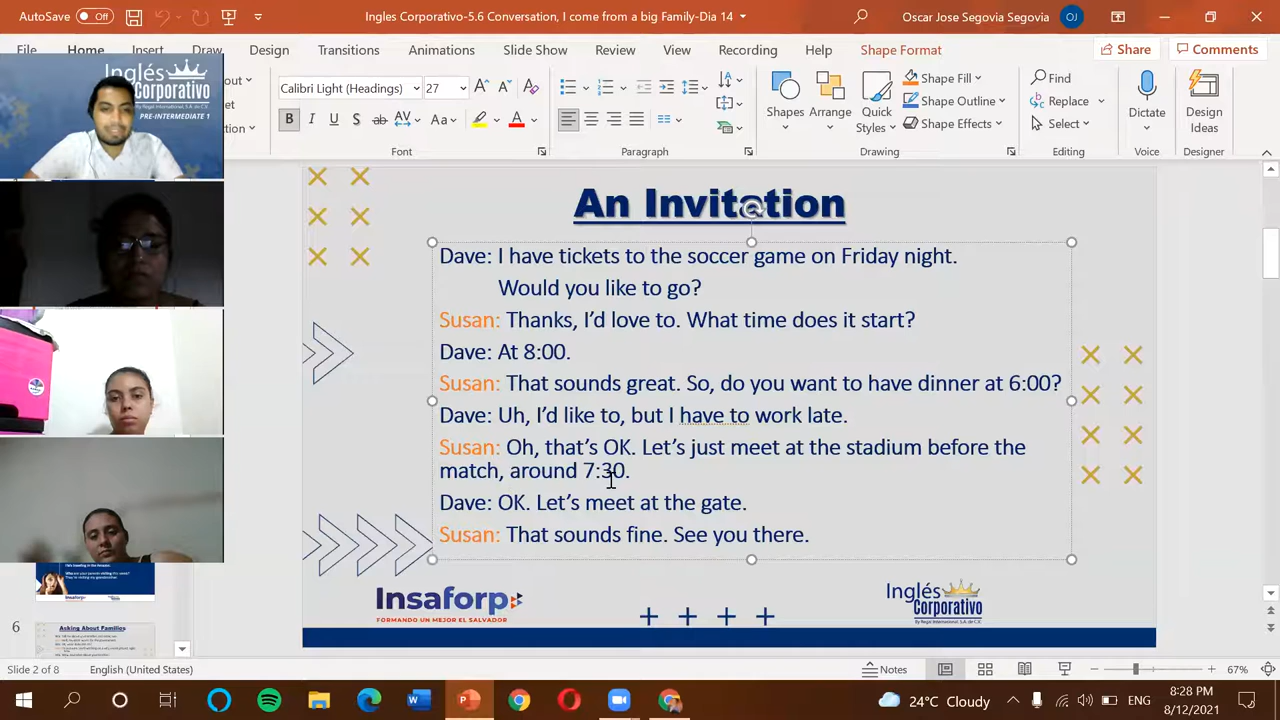 AutoSave Off Ingles Corporativo-5.6 Conversation, I come from a big Family-Dia 14 Oscar Jose Segovia Segovia OJ
File Home Insert Draw Design Transitions Animations Slide Show Review View Recording Help Shape Format Share Comments
Calibri Light (Headings) 27
Shapes Arrange Quick Styles
Shape Fill
Shape Outline
Shape Effects
Find
Replace
Select
Dictate
Design Ideas
Font Paragraph Drawing Editing Voice Designer
Inglés
Corporativo
By Regal International, S.A. de C.V.
PRE-INTERMEDIATE 1
An Invitation
Dave: I have tickets to the soccer game on Friday night.
Would you like to go?
Susan: Thanks, I’d love to. What time does it start?
Dave: At 8:00.
Susan: That sounds great. So, do you want to have dinner at 6:00?
Dave: Uh, I’d like to, but I have to work late.
Susan: Oh, that’s OK. Let’s just meet at the stadium before the
match, around 7:30.
Dave: OK. Let’s meet at the gate.
Susan: That sounds fine. See you there.
Insaforp
FORMANDO UN MEJOR EL SALVADOR
Inglés
Corporativo
By Regal International, S.A. de C.V.
6
Asking About Families
Slide 2 of 8 English (United States) Notes 67%
24°C Cloudy ENG 8:28 PM
8/12/2021